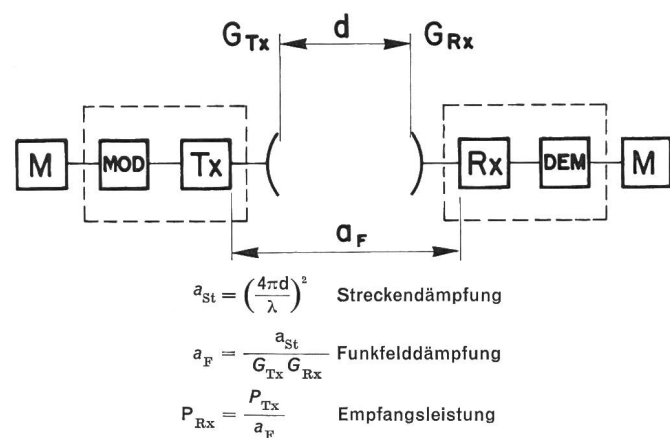 G_Tx d G_Rx
M MOD Tx Rx DEM M
a_F
a_St = (4πd / λ)² Streckendämpfung
a_F = a_St / G_Tx G_Rx Funkfelddämpfung
P_Rx = P_Tx / a_F Empfangsleistung